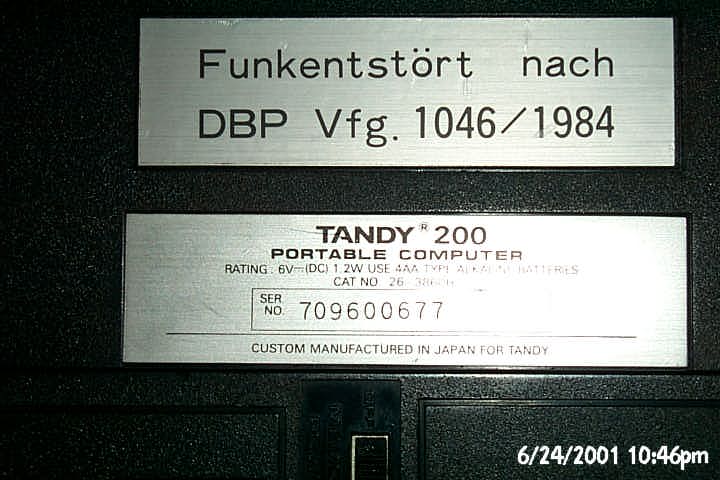 Funkentstört nach
DBP Vfg. 1046/1984
TANDY® 200
PORTABLE COMPUTER
RATING: 6V⎓(DC) 1.2W USE 4AA TYPE ALKALINE BATTERIES
CAT NO. 26-3860
SER NO. 709600677
CUSTOM MANUFACTURED IN JAPAN FOR TANDY
6/24/2001 10:46pm